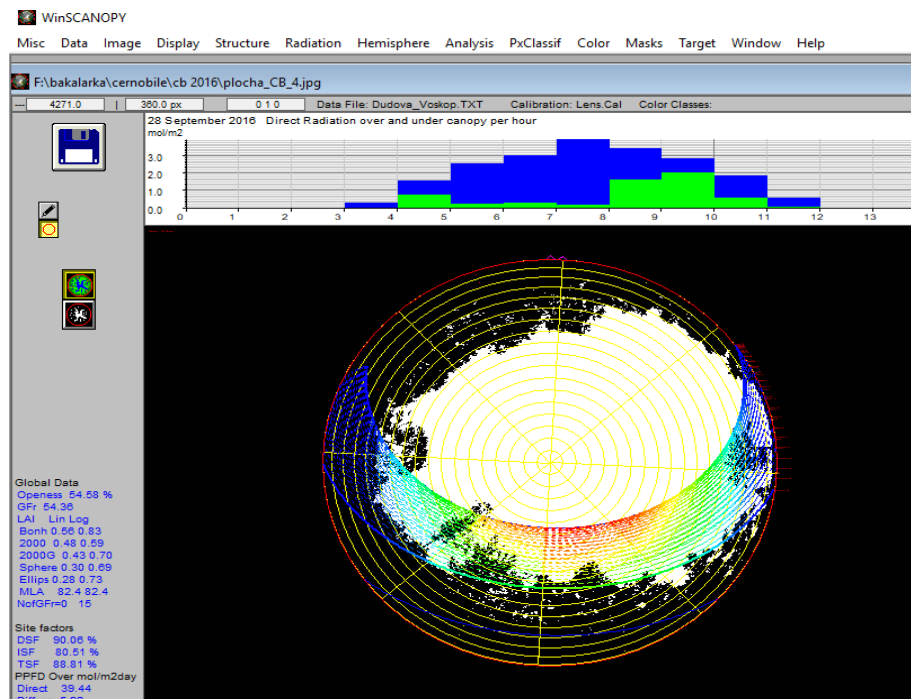 WinSCANOPY
Misc Data Image Display Structure Radiation Hemisphere Analysis PxClassif Color Masks Target Window Help
F:\bakalarka\cernobile\cb 2016\plocha_CB_4.jpg
4271.0 | 360.0 px 0 1 0 Data File: Dudova_Voskop.TXT Calibration: Lens.Cal Color Classes:
28 September 2016 Direct Radiation over and under canopy per hour
mol/m2
3.0
2.0
1.0
0.0
0 1 2 3 4 5 6 7 8 9 10 11 12 13
Global Data
Openess 54.58 %
GFr 54.36
LAI Lin Log
Bonh 0.56 0.83
2000 0.48 0.59
2000G 0.43 0.70
Sphere 0.30 0.69
Ellips 0.28 0.73
MLA 82.4 82.4
NofGFr=0 15
Site factors
DSF 90.06 %
ISF 80.51 %
TSF 88.81 %
PPFD Over mol/m2day
Direct 39.44